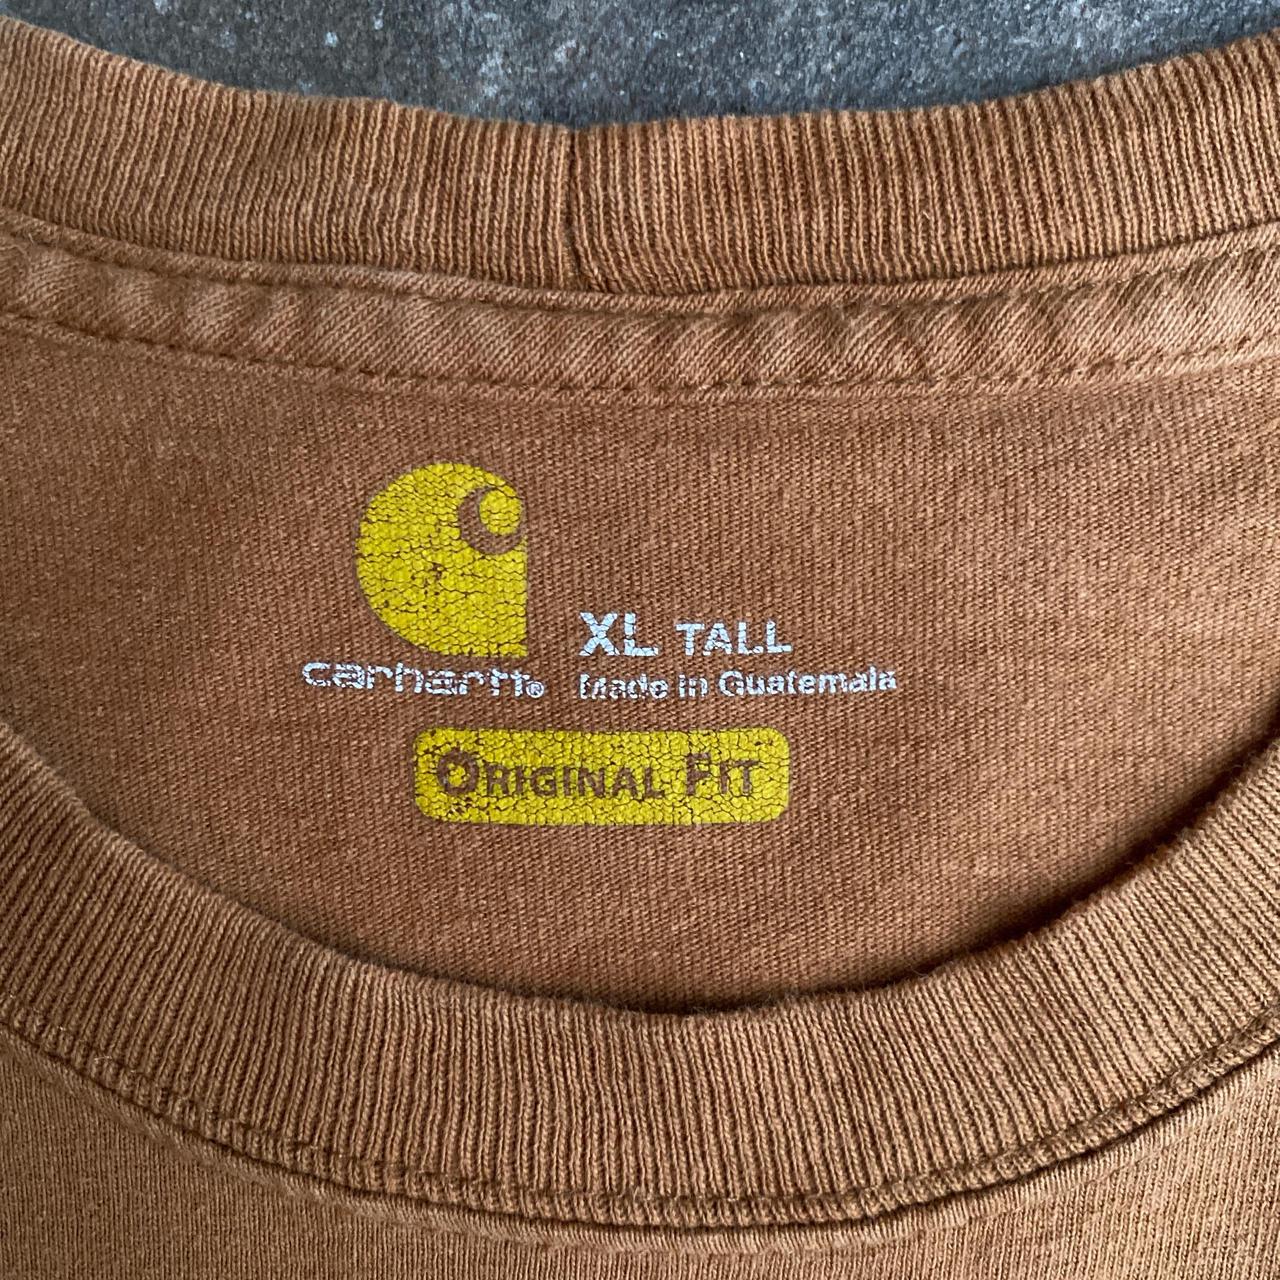 XL TALL
carhartt®
Made in Guatemala
ORIGINAL FIT